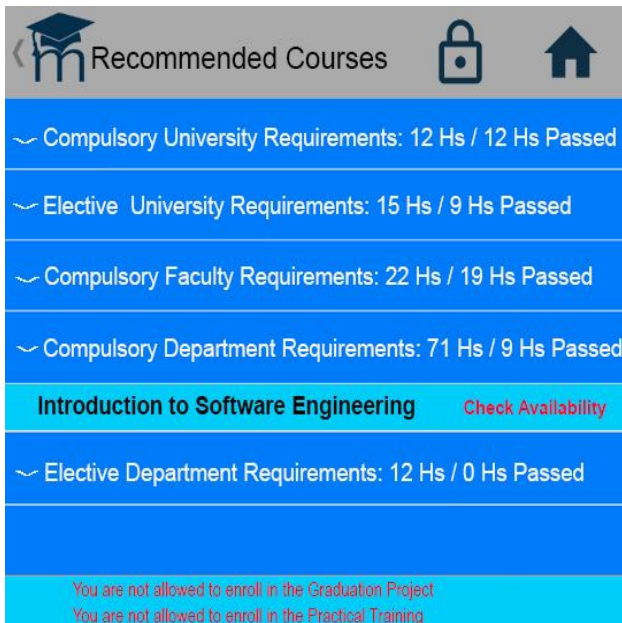 Recommended Courses
Compulsory University Requirements: 12 Hs / 12 Hs Passed
Elective University Requirements: 15 Hs / 9 Hs Passed
Compulsory Faculty Requirements: 22 Hs / 19 Hs Passed
Compulsory Department Requirements: 71 Hs / 9 Hs Passed
Introduction to Software Engineering Check Availability
Elective Department Requirements: 12 Hs / 0 Hs Passed
You are not allowed to enroll in the Graduation Project
You are not allowed to enroll in the Practical Training